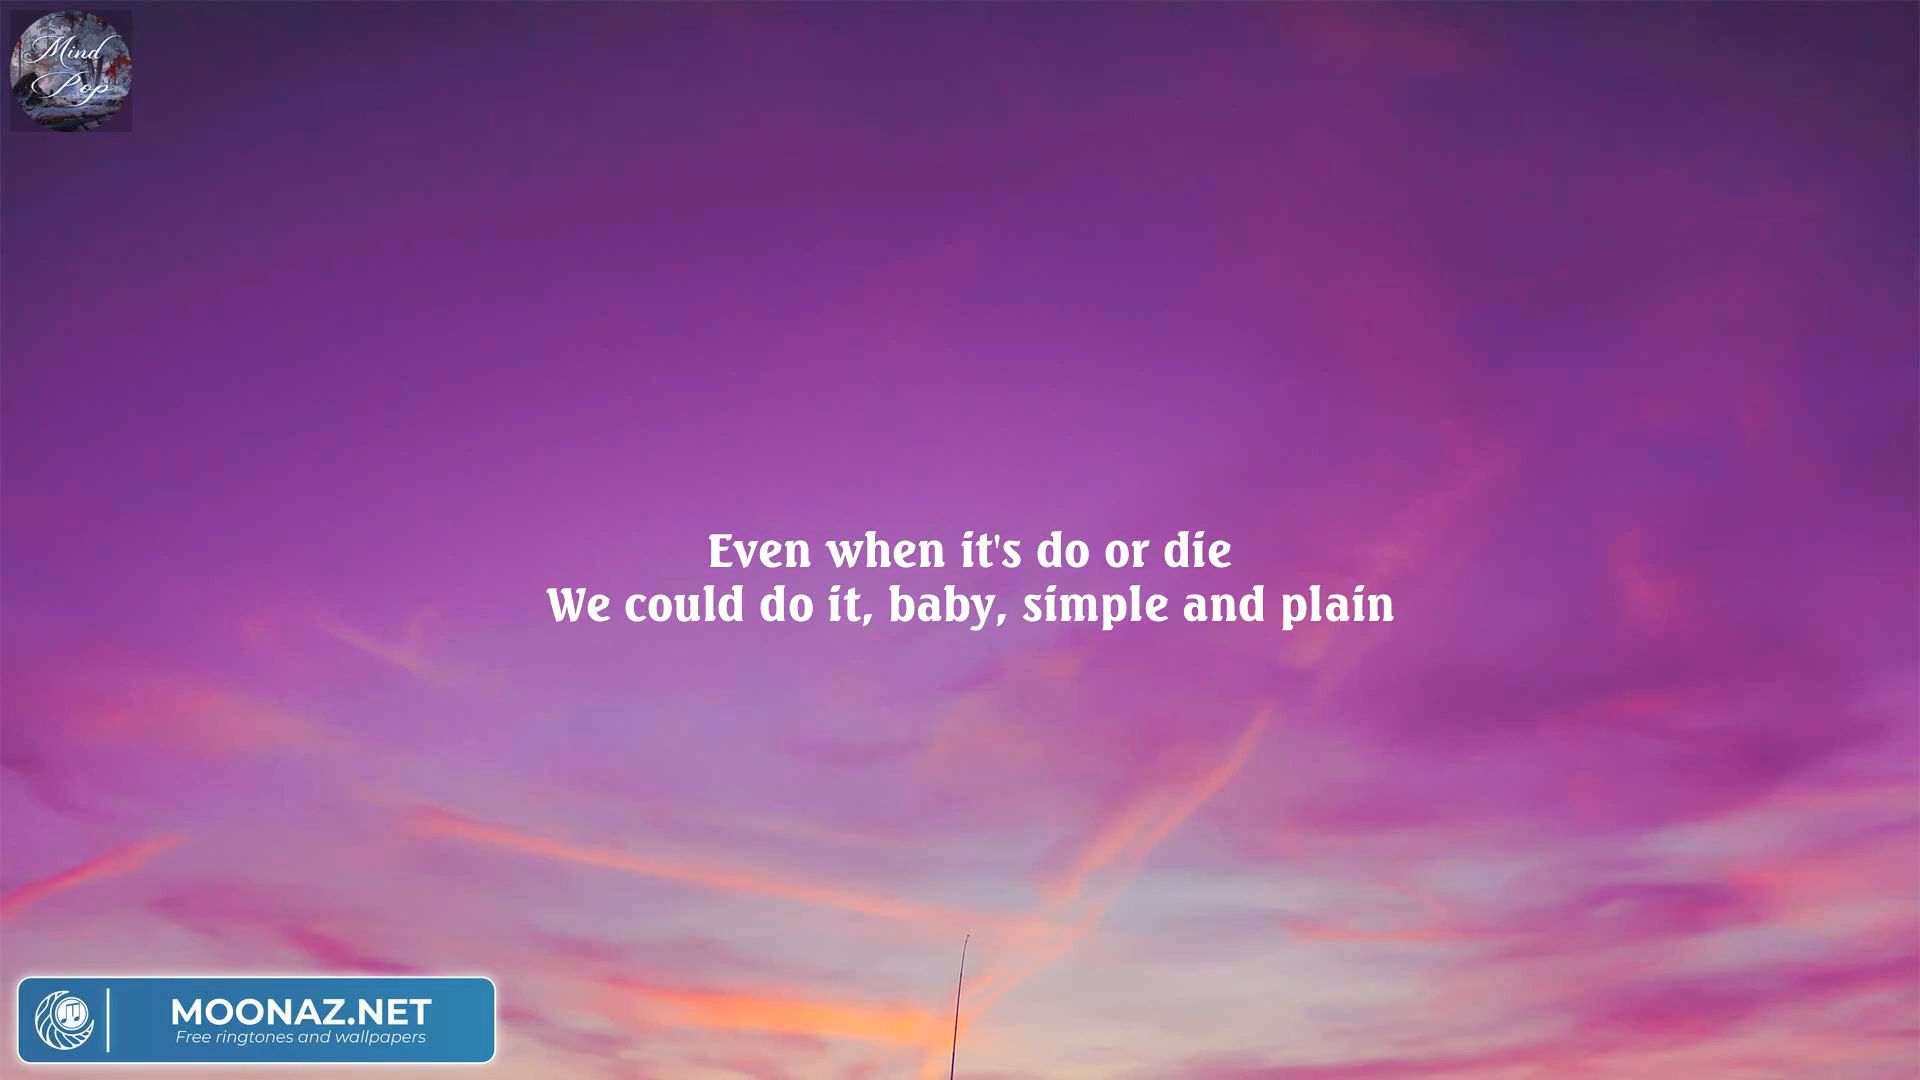 Mind
Pop
Even when it's do or die
We could do it, baby, simple and plain
MOONAZ.NET
Free ringtones and wallpapers